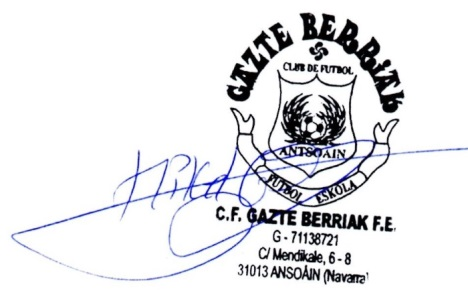 GAZTE BERRIAK
CLUB DE FUTBOL
ANTSOAIN
FUTBOL ESKOLA
C.F. GAZTE BERRIAK F.E.
G - 71138721
C/ Mendikale, 6 - 8
31013 ANSOÁIN (Navarra)